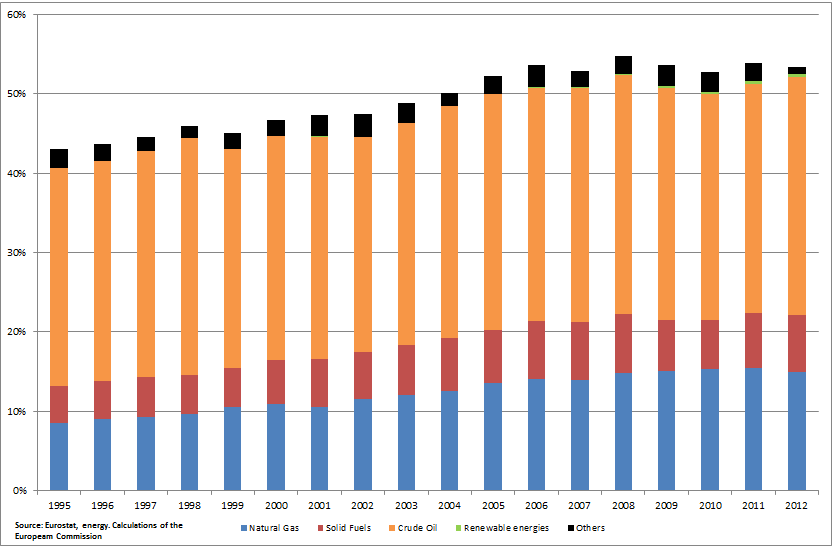 60%
50%
40%
30%
20%
10%
0%
1995 1996 1997 1998 1999 2000 2001 2002 2003 2004 2005 2006 2007 2008 2009 2010 2011 2012
Source: Eurostat, energy. Calculations of the
Europeam Commission
Natural Gas Solid Fuels Crude Oil Renewable energies Others